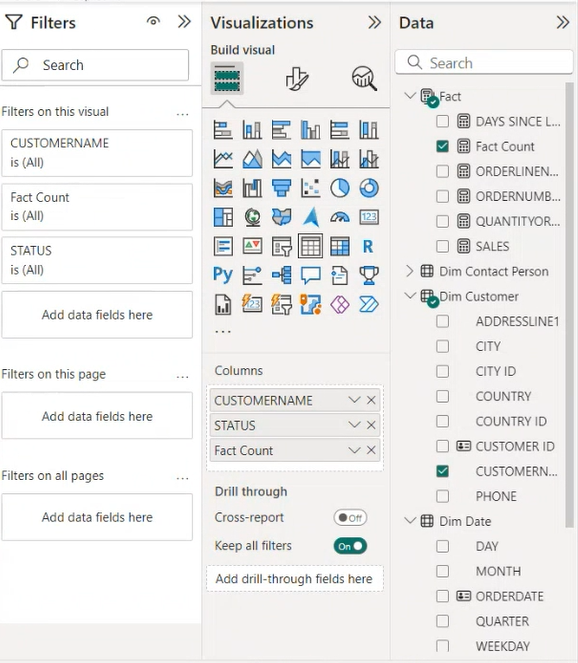 Filters
Search
Filters on this visual
...
CUSTOMERNAME
is (All)
Fact Count
is (All)
STATUS
is (All)
Add data fields here
Filters on this page
...
Add data fields here
Filters on all pages
...
Add data fields here
Visualizations
Build visual
123
R
Py
123
...
Columns
CUSTOMERNAME
STATUS
Fact Count
Drill through
Cross-report
Off
Keep all filters
On
Add drill-through fields here
Data
Search
Fact
DAYS SINCE L...
Fact Count
ORDERLINEN...
ORDERNUMB...
QUANTITYOR...
SALES
Dim Contact Person
Dim Customer
ADDRESSLINE1
CITY
CITY ID
COUNTRY
COUNTRY ID
CUSTOMER ID
CUSTOMERN...
PHONE
Dim Date
DAY
MONTH
ORDERDATE
QUARTER
WEEKDAY